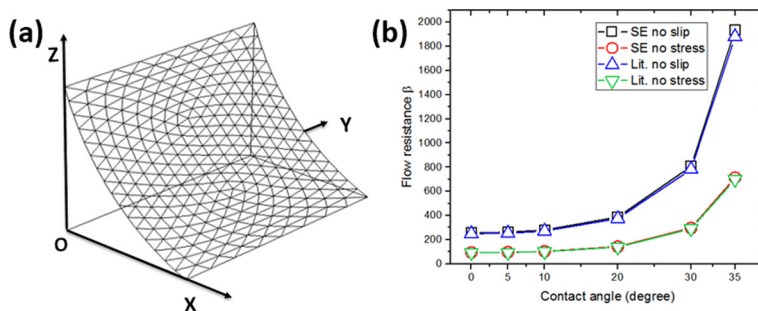 (a)
Z
Y
O
X
(b)
2000
1800
1600
1400
1200
1000
800
600
400
200
0
Flow resistance β
SE no slip
SE no stress
Lit. no slip
Lit. no stress
0 5 10 20 30 35
Contact angle (degree)